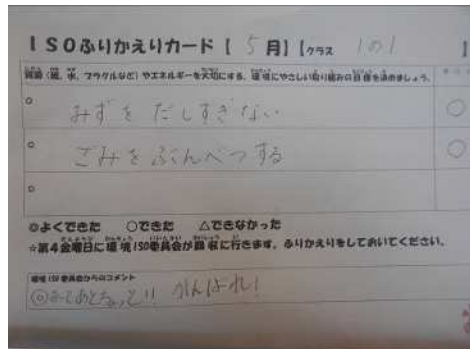 ISOふりかえりカード【 5 月】【クラス 1の1 】
資源（紙、水、プラグルなど）やエネルギーを大切にする、環境にやさしい取り組みの目標を決めましょう。
○ みずをだしすぎない ○
○ ごみをぶんべつする ○
○
◎よくできた ○できた △できなかった
☆第4金曜日に環境ISO委員会が回収に行きます。ふりかえりをしておいてください。
環境ISO委員会からのコメント
◎まであとちょっと!! がんばれ!